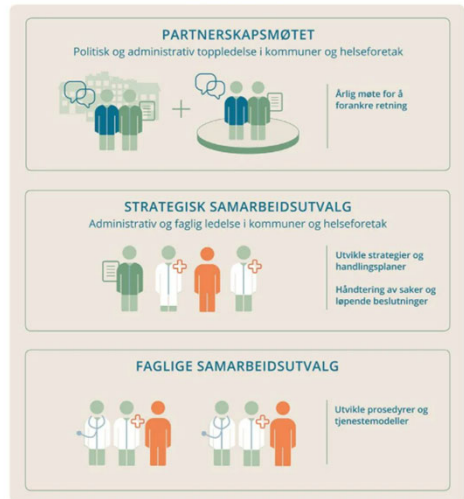 PARTNERSKAPSMØTET
Politisk og administrativ toppledelse i kommuner og helseforetak
Årlig møte for å
forankre retning
STRATEGISK SAMARBEIDSUTVALG
Administrativ og faglig ledelse i kommuner og helseforetak
Utvikle strategier og
handlingsplaner
Håndtering av saker og
løpende beslutninger
FAGLIGE SAMARBEIDSUTVALG
Utvikle prosedyrer og
tjenestemodeller